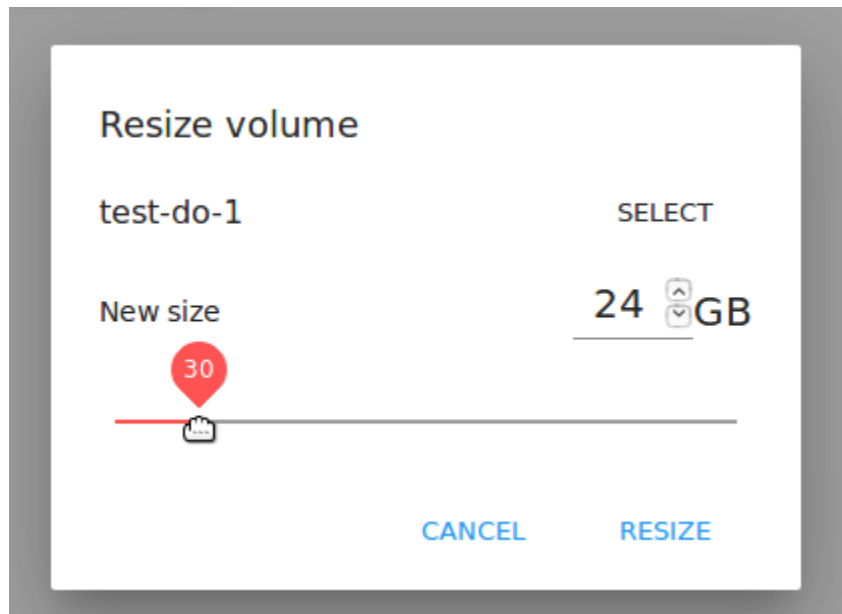 Resize volume
test-do-1 SELECT
New size 24 GB
30
CANCEL RESIZE